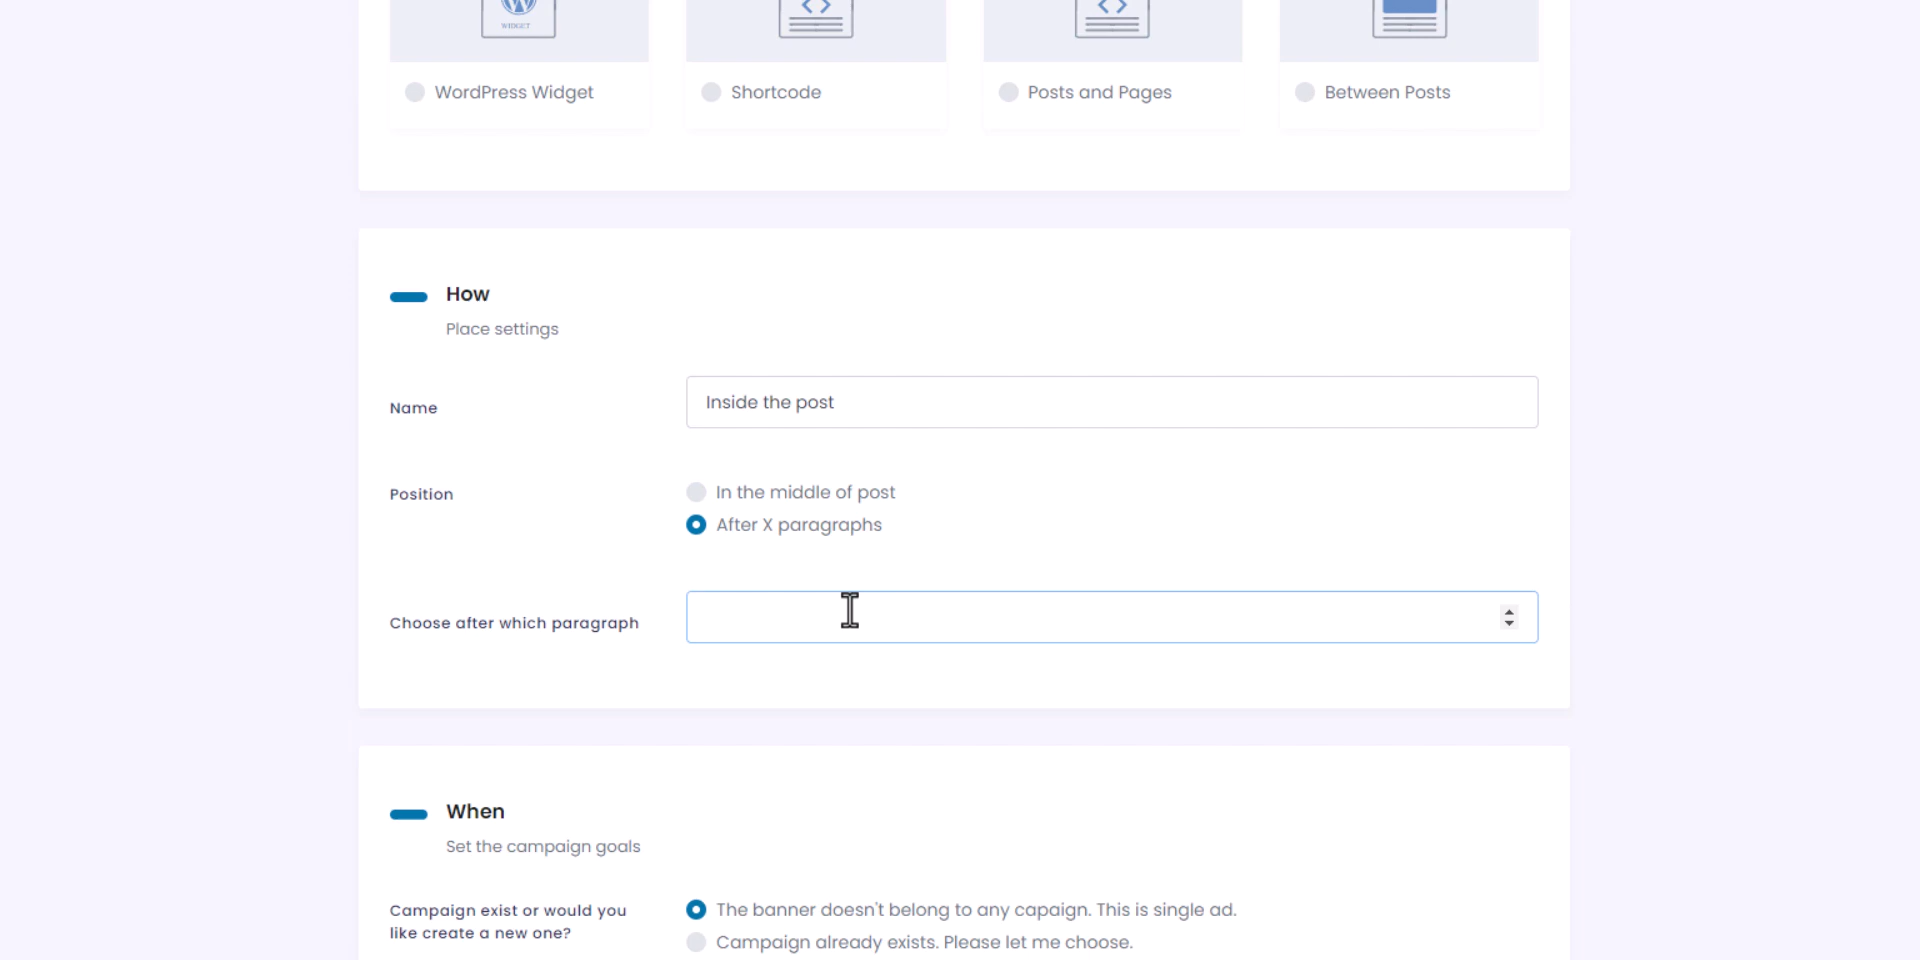 WIDGET
WordPress Widget
Shortcode
Posts and Pages
Between Posts
How
Place settings
Name
Inside the post
Position
In the middle of post
After X paragraphs
Choose after which paragraph
When
Set the campaign goals
Campaign exist or would you
like create a new one?
The banner doesn't belong to any capaign. This is single ad.
Campaign already exists. Please let me choose.